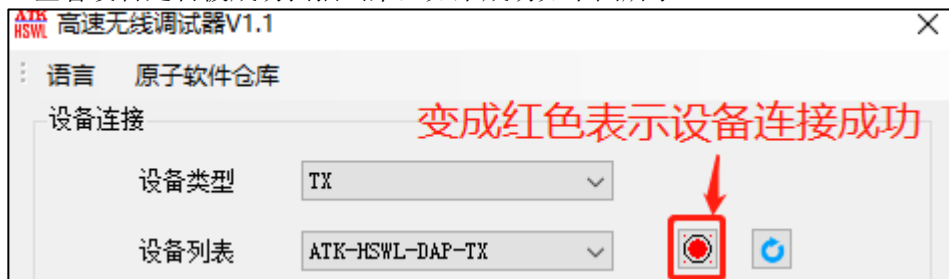 ATK
HSWL 高速无线调试器V1.1
语言 原子软件仓库
设备连接
变成红色表示设备连接成功
设备类型 TX
设备列表 ATK-HSWL-DAP-TX